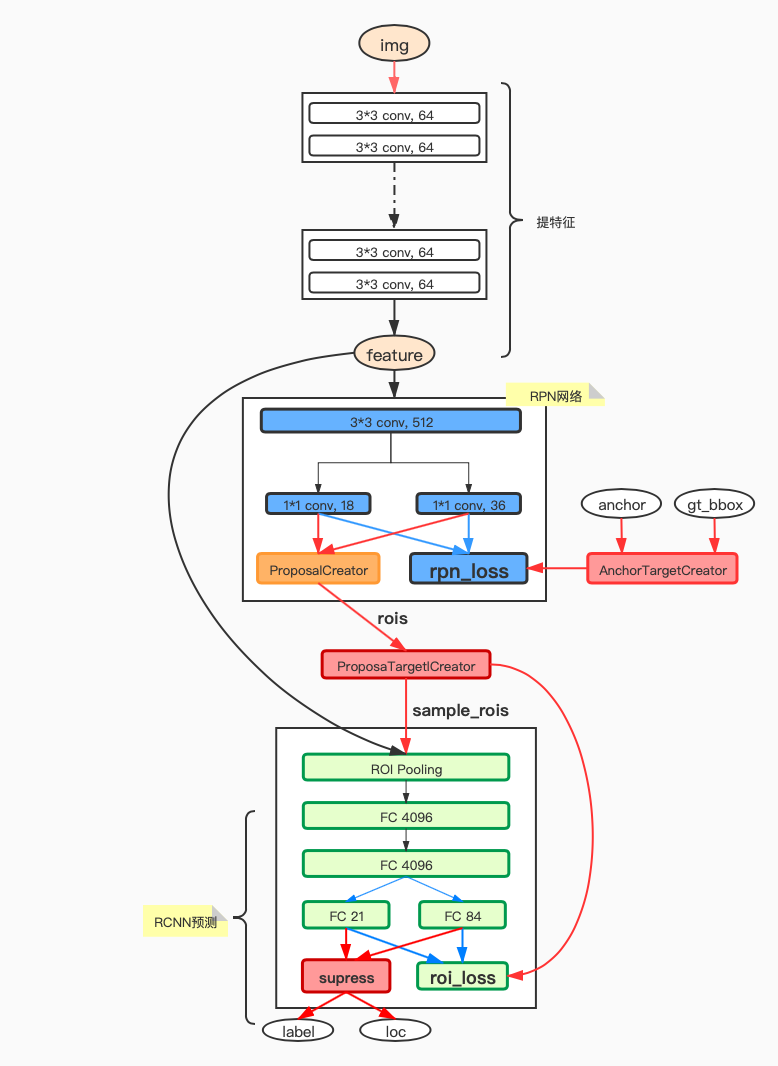 img
3*3 conv, 64
3*3 conv, 64
提特征
3*3 conv, 64
3*3 conv, 64
feature
RPN网络
3*3 conv, 512
1*1 conv, 18
1*1 conv, 36
anchor
gt_bbox
ProposalCreator
rpn_loss
AnchorTargetCreator
rois
ProposaTargetlCreator
sample_rois
ROI Pooling
FC 4096
FC 4096
RCNN预测
FC 21
FC 84
supress
roi_loss
label
loc